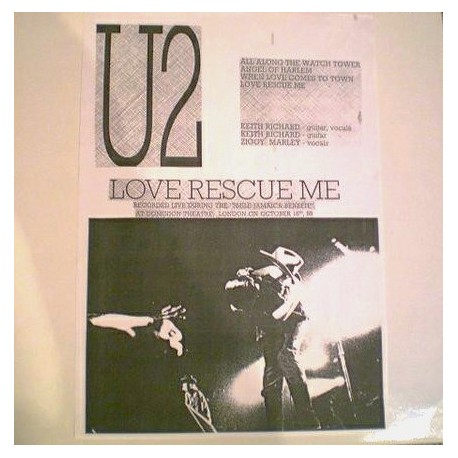 U2
ALL ALONG THE WATCH TOWER
ANGEL OF HARLEM
WHEN LOVE COMES TO TOWN
LOVE RESCUE ME
KEITH RICHARD - guitar, vocals
KEITH RICHARD - guitar
ZIGGY MARLEY - vocals
LOVE RESCUE ME
RECORDED LIVE DURING THE "SMILE JAMAICA BENEFIT",
AT DOMINION THEATRE, LONDON ON OCTOBER 16th, 88